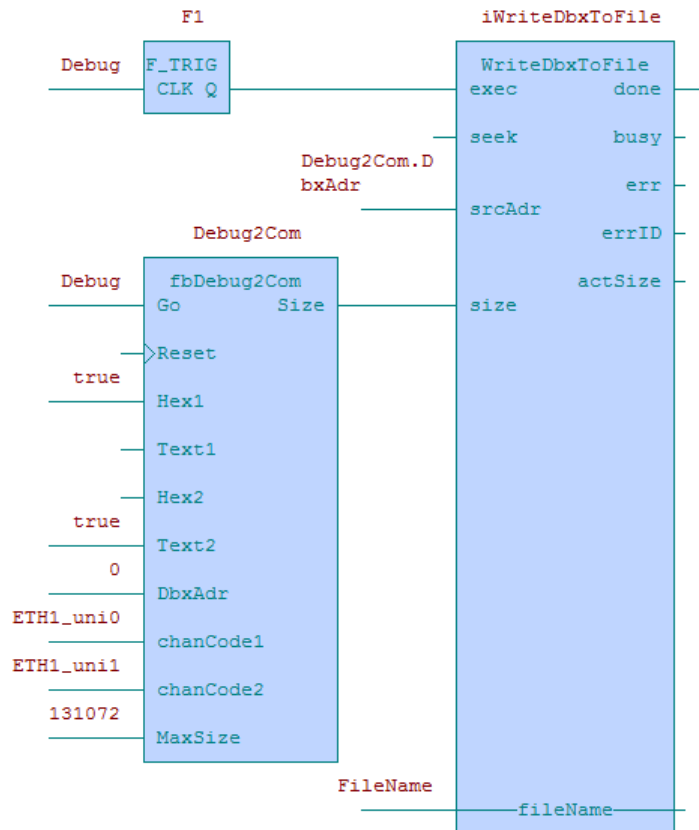 F1
iWriteDbxToFile
Debug
F_TRIG
WriteDbxToFile
CLK Q
exec
done
seek
busy
Debug2Com.D
bxAdr
err
srcAdr
Debug2Com
errID
Debug
fbDebug2Com
actSize
Go
Size
size
Reset
true
Hex1
Text1
Hex2
true
Text2
0
DbxAdr
ETH1_uni0
chanCode1
ETH1_uni1
chanCode2
131072
MaxSize
FileName
fileName